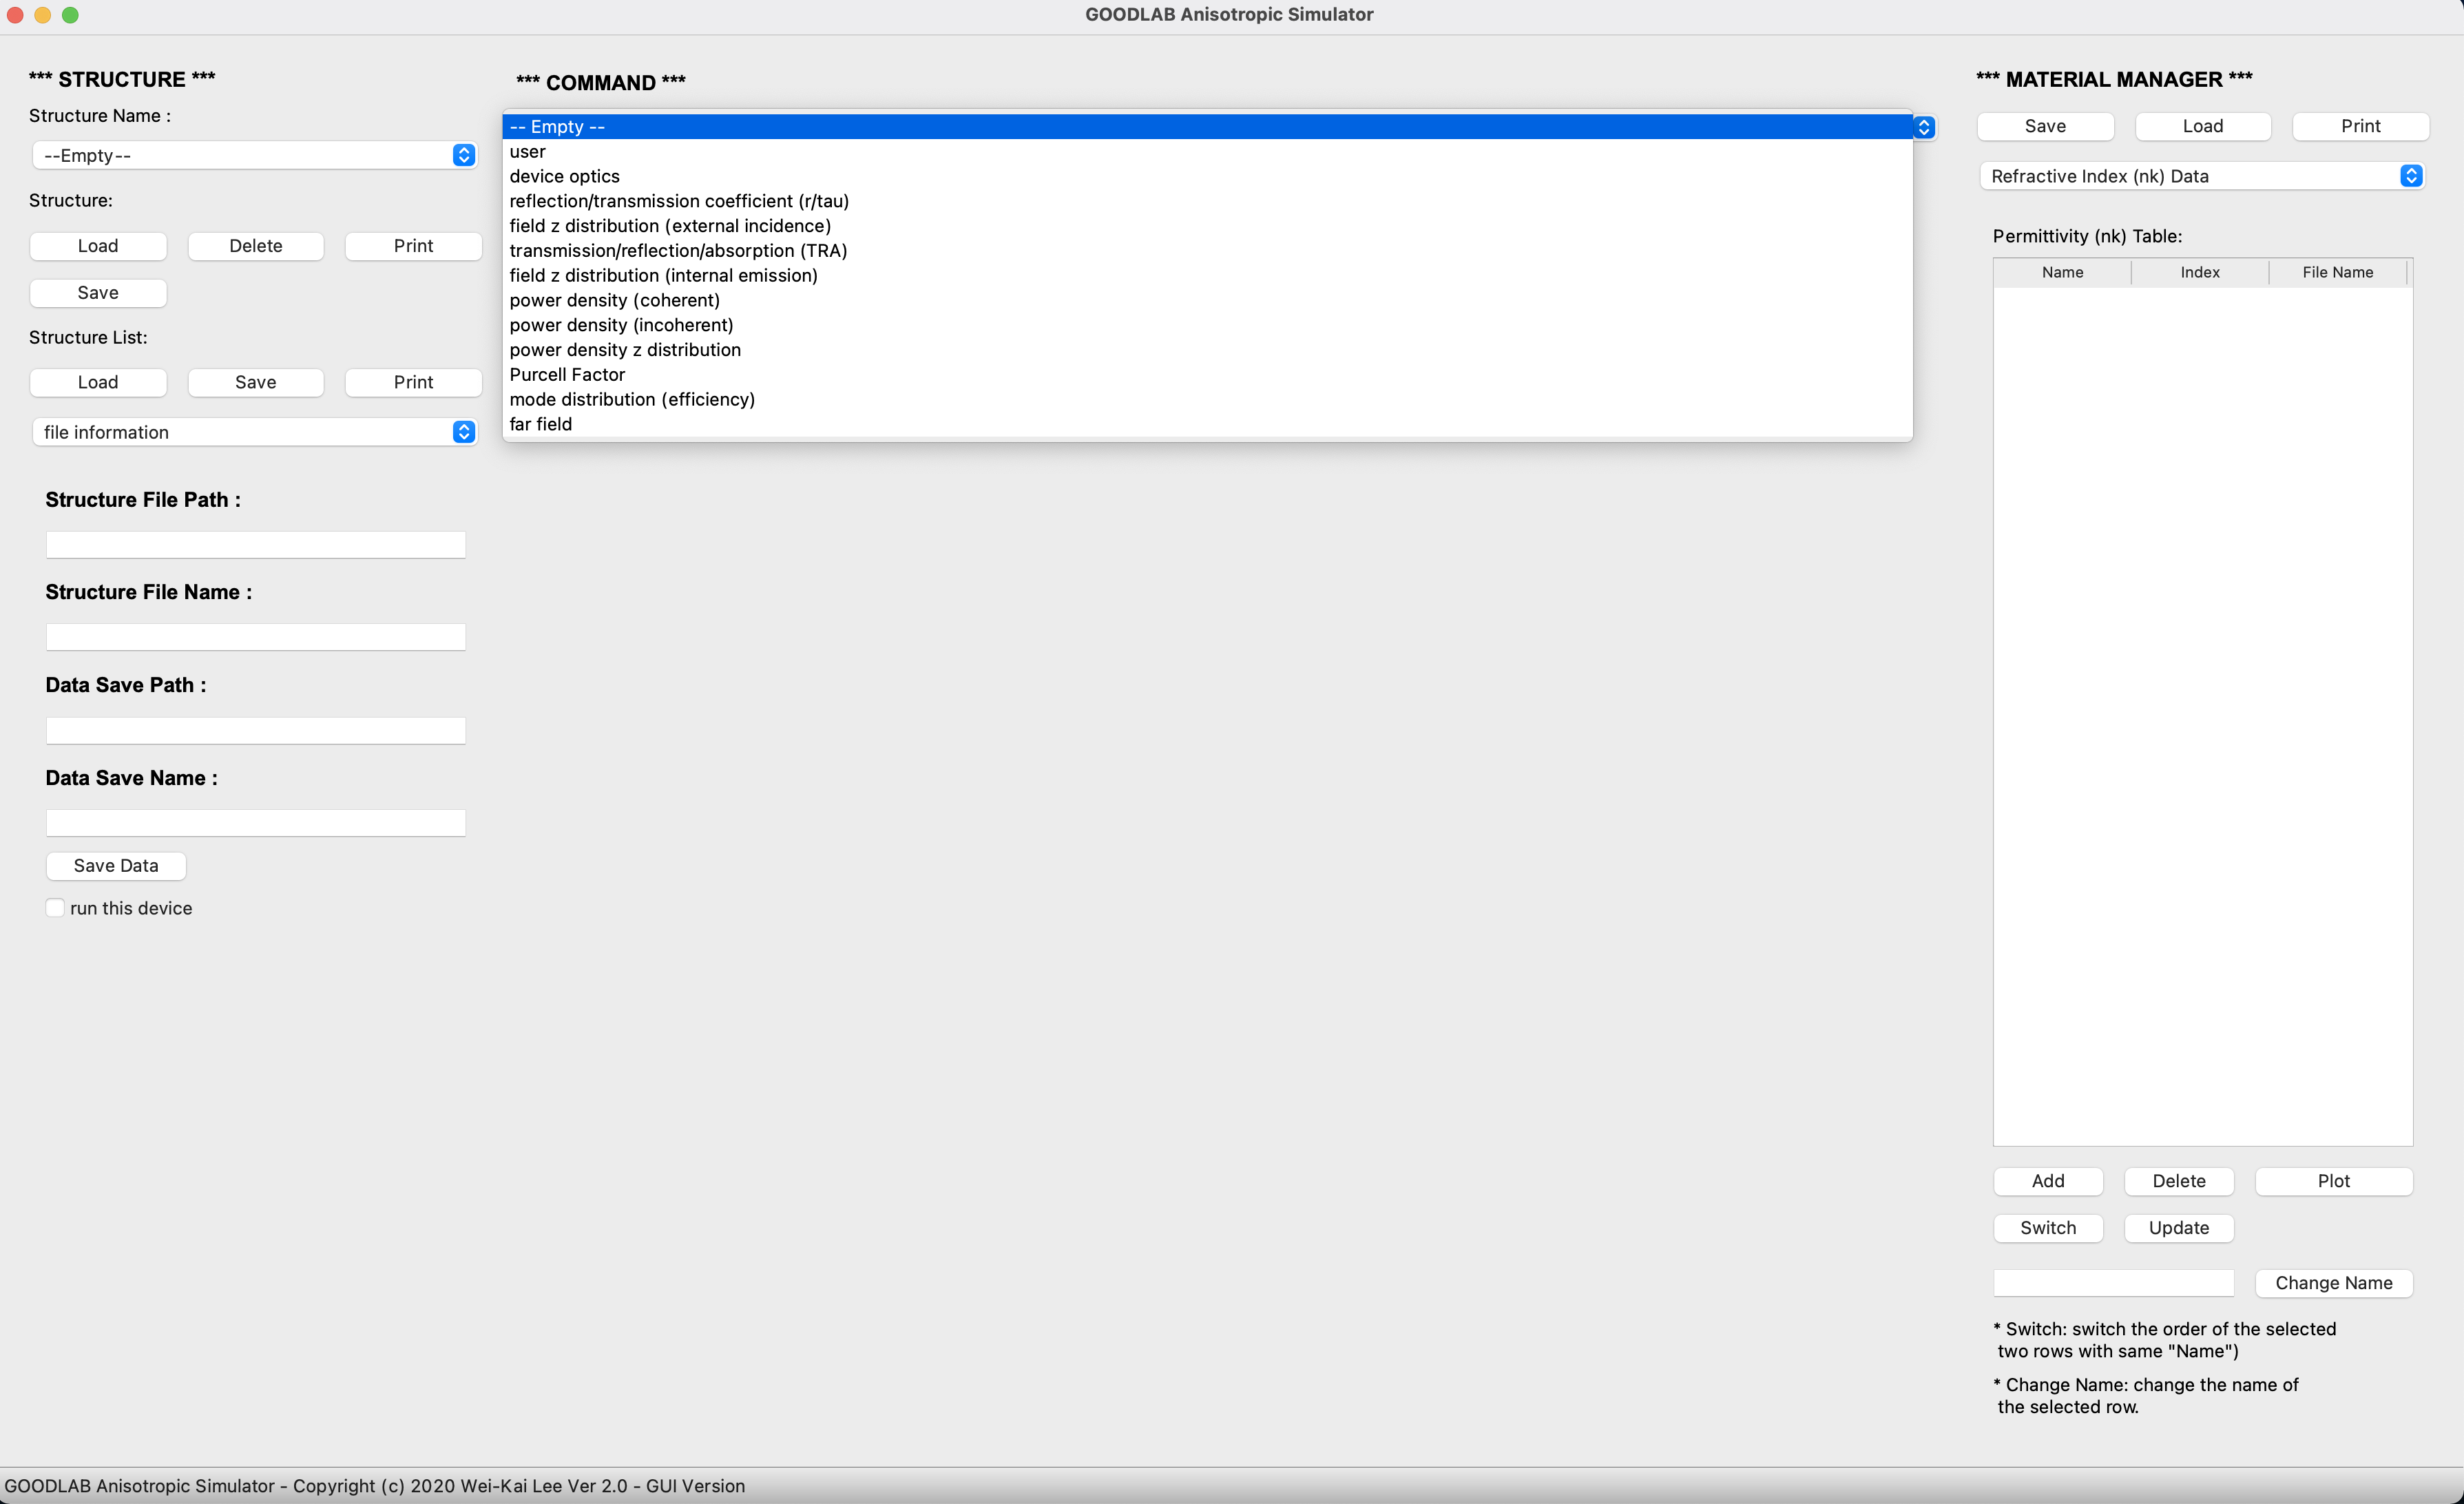 GOODLAB Anisotropic Simulator
*** STRUCTURE ***
Structure Name :
--Empty--
Structure:
Load
Delete
Print
Save
Structure List:
Load
Save
Print
file information
Structure File Path :
Structure File Name :
Data Save Path :
Data Save Name :
Save Data
run this device
*** COMMAND ***
-- Empty --
user
device optics
reflection/transmission coefficient (r/tau)
field z distribution (external incidence)
transmission/reflection/absorption (TRA)
field z distribution (internal emission)
power density (coherent)
power density (incoherent)
power density z distribution
Purcell Factor
mode distribution (efficiency)
far field
*** MATERIAL MANAGER ***
Save
Load
Print
Refractive Index (nk) Data
Permittivity (nk) Table:
Name
Index
File Name
Add
Delete
Plot
Switch
Update
Change Name
* Switch: switch the order of the selected
two rows with same "Name")
* Change Name: change the name of
the selected row.
GOODLAB Anisotropic Simulator - Copyright (c) 2020 Wei-Kai Lee Ver 2.0 - GUI Version